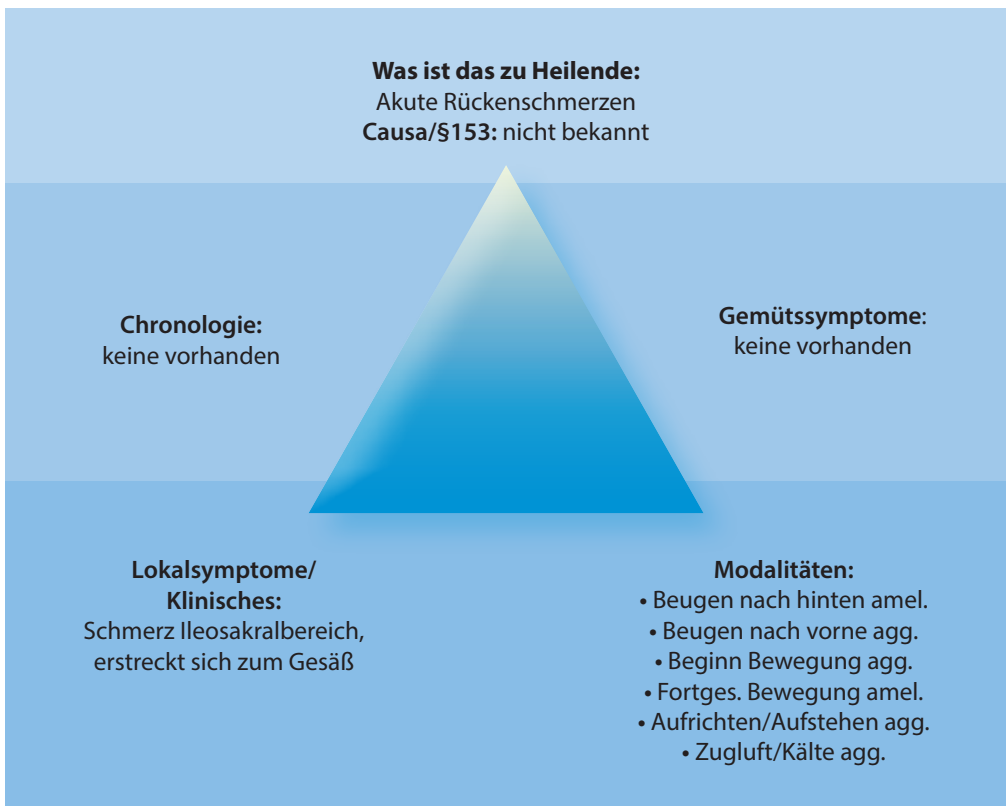 Was ist das zu Heilende:
Akute Rückenschmerzen
Causa/§153: nicht bekannt
Chronologie:
keine vorhanden
Gemütssymptome:
keine vorhanden
Lokalsymptome/
Klinisches:
Schmerz Ileosakralbereich,
erstreckt sich zum Gesäß
Modalitäten:
• Beugen nach hinten amel.
• Beugen nach vorne agg.
• Beginn Bewegung agg.
• Fortges. Bewegung amel.
• Aufrichten/Aufstehen agg.
• Zugluft/Kälte agg.